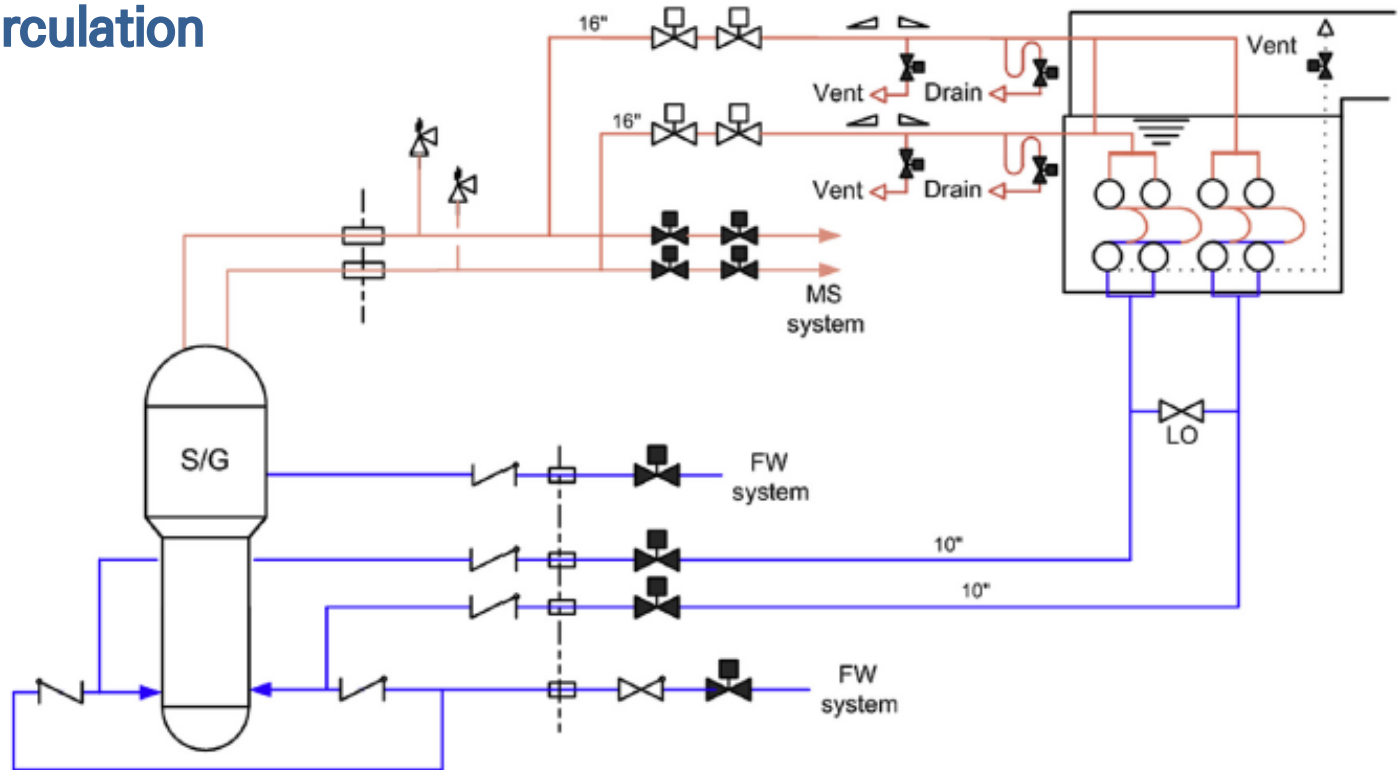 rculation
16"
Vent
Vent
Drain
16"
Vent
Drain
MS
system
S/G
LO
FW
system
10"
10"
FW
system